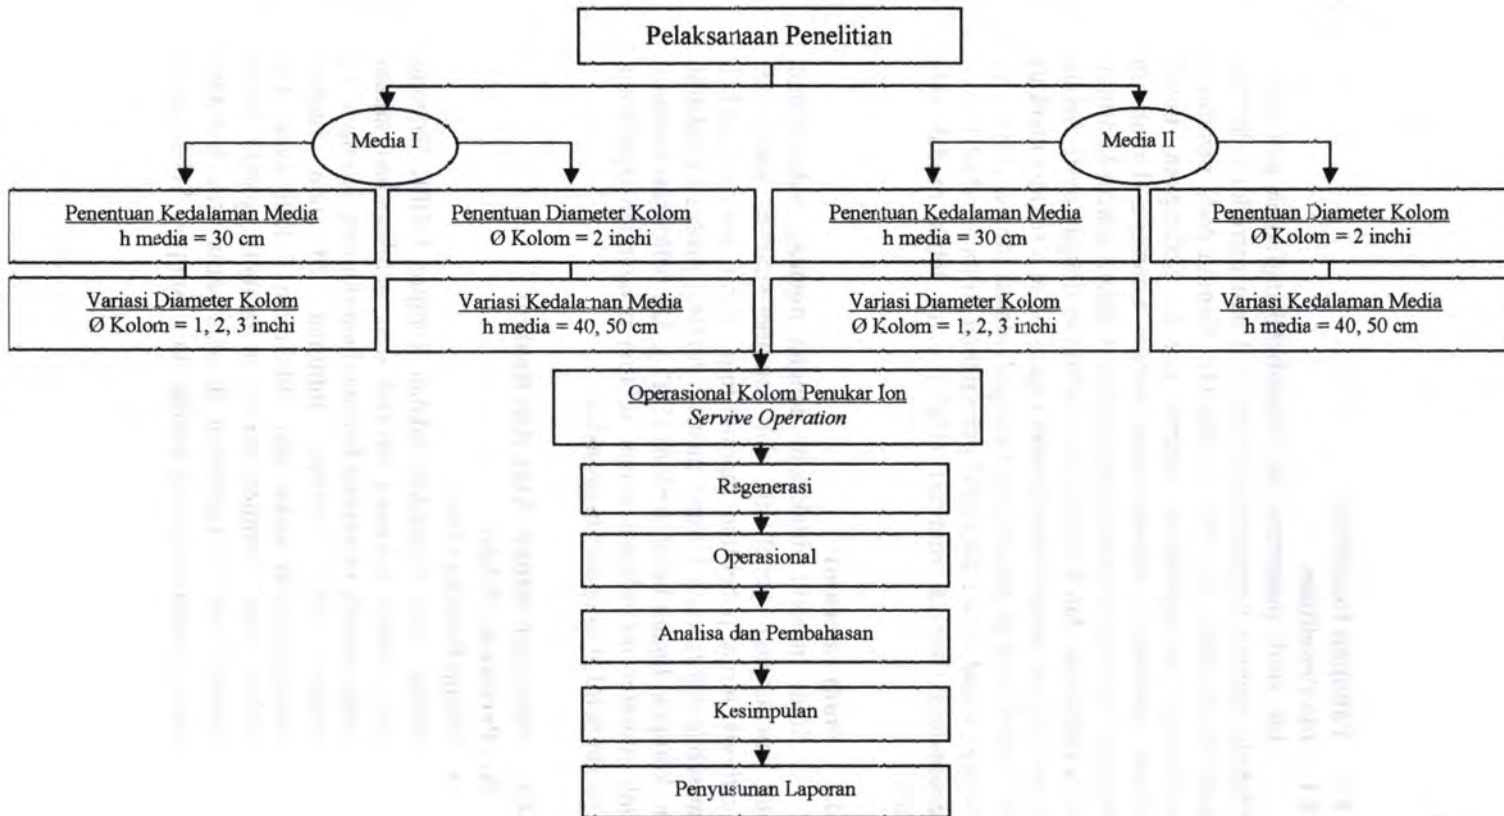 Pelaksanaan Penelitian
Media I
Media II
Penentuan Kedalaman Media
h media = 30 cm
Penentuan Diameter Kolom
Ø Kolom = 2 inchi
Penentuan Kedalaman Media
h media = 30 cm
Penentuan Diameter Kolom
Ø Kolom = 2 inchi
Variasi Diameter Kolom
Ø Kolom = 1, 2, 3 inchi
Variasi Kedalaman Media
h media = 40, 50 cm
Variasi Diameter Kolom
Ø Kolom = 1, 2, 3 inchi
Variasi Kedalaman Media
h media = 40, 50 cm
Operasional Kolom Penukar Ion
Servive Operation
Regenerasi
Operasional
Analisa dan Pembahasan
Kesimpulan
Penyusunan Laporan